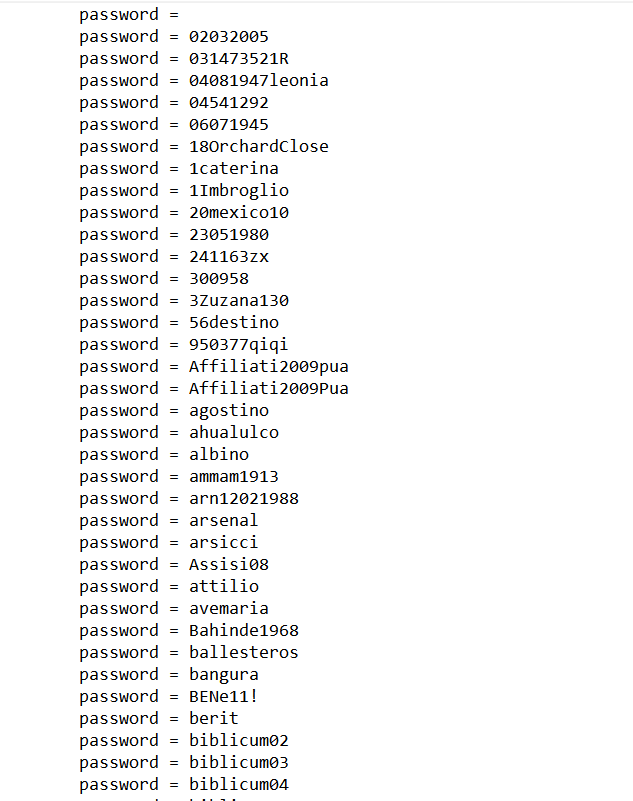 password =
password = 02032005
password = 031473521R
password = 04081947leonia
password = 04541292
password = 06071945
password = 18OrchardClose
password = 1caterina
password = 1Imbroglio
password = 20mexico10
password = 23051980
password = 241163zx
password = 300958
password = 3Zuzana130
password = 56destino
password = 950377qiqi
password = Affiliati2009pua
password = Affiliati2009Pua
password = agostino
password = ahualulco
password = albino
password = ammam1913
password = arn12021988
password = arsenal
password = arsicci
password = Assisi08
password = attilio
password = avemaria
password = Bahinde1968
password = ballesteros
password = bangura
password = BENe11!
password = berit
password = biblicum02
password = biblicum03
password = biblicum04